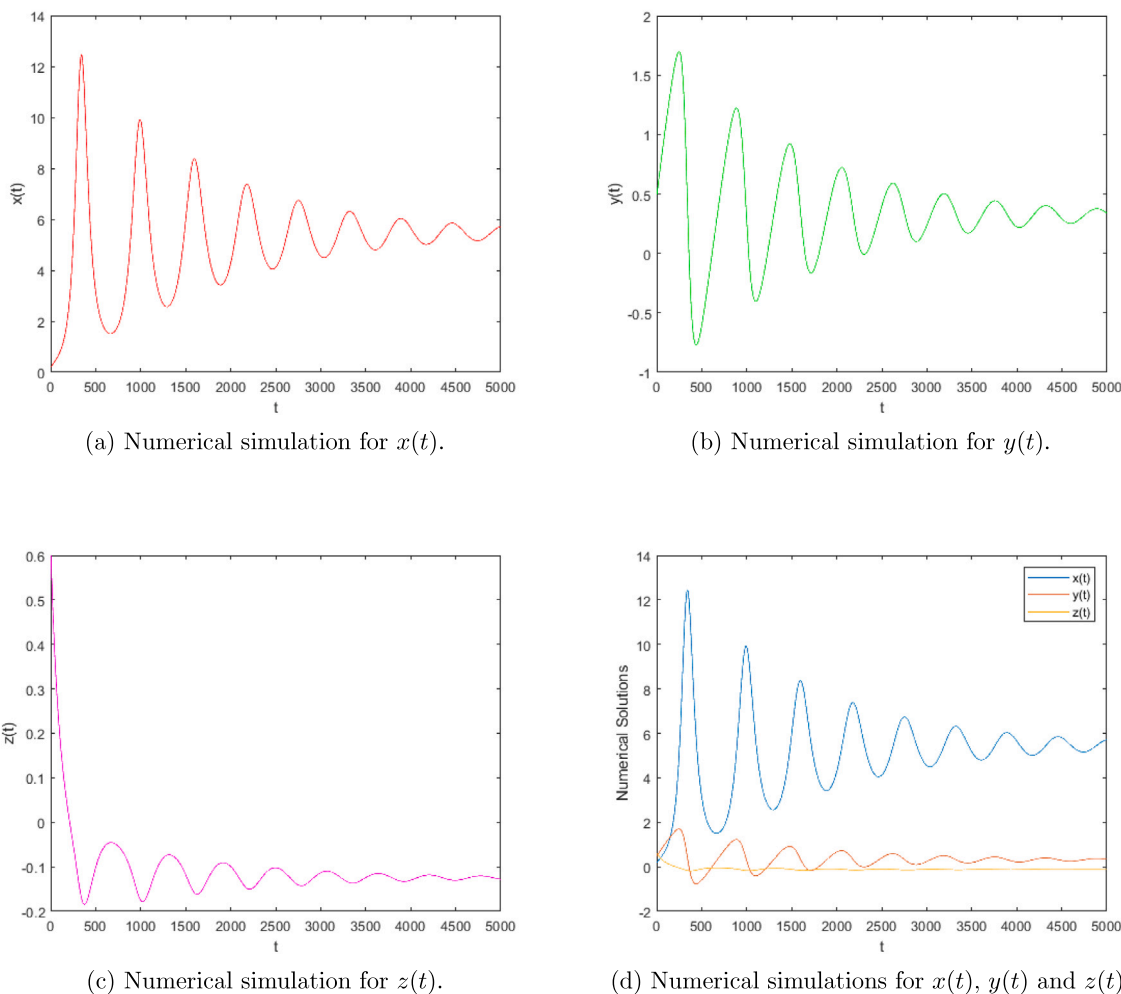 14
12
10
8
6
4
2
0
x(t)
0 500 1000 1500 2000 2500 3000 3500 4000 4500 5000
t
(a) Numerical simulation for x(t).
2
1.5
1
0.5
0
-0.5
-1
y(t)
0 500 1000 1500 2000 2500 3000 3500 4000 4500 5000
t
(b) Numerical simulation for y(t).
0.6
0.5
0.4
0.3
0.2
0.1
0
-0.1
-0.2
z(t)
0 500 1000 1500 2000 2500 3000 3500 4000 4500 5000
t
(c) Numerical simulation for z(t).
14
12
10
8
6
4
2
0
-2
Numerical Solutions
x(t)
y(t)
z(t)
0 500 1000 1500 2000 2500 3000 3500 4000 4500 5000
t
(d) Numerical simulations for x(t), y(t) and z(t)